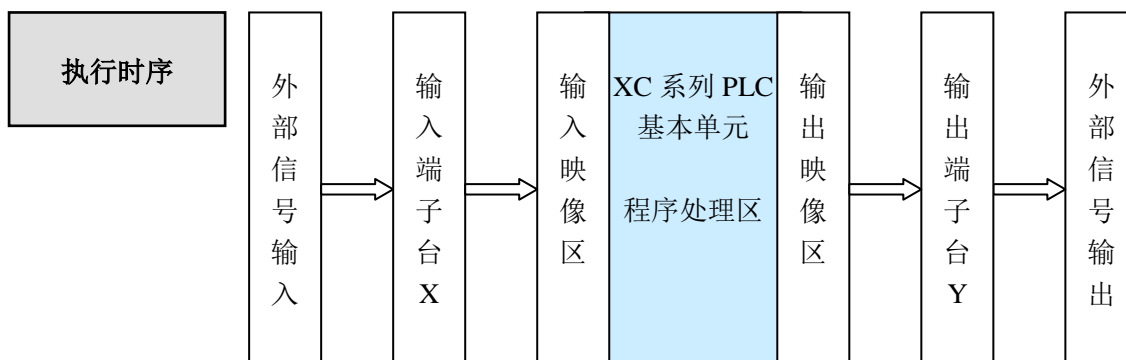 执行时序
外部信号输入
输入端子台X
输入映像区
XC 系列 PLC
基本单元
程序处理区
输出映像区
输出端子台Y
外部信号输出